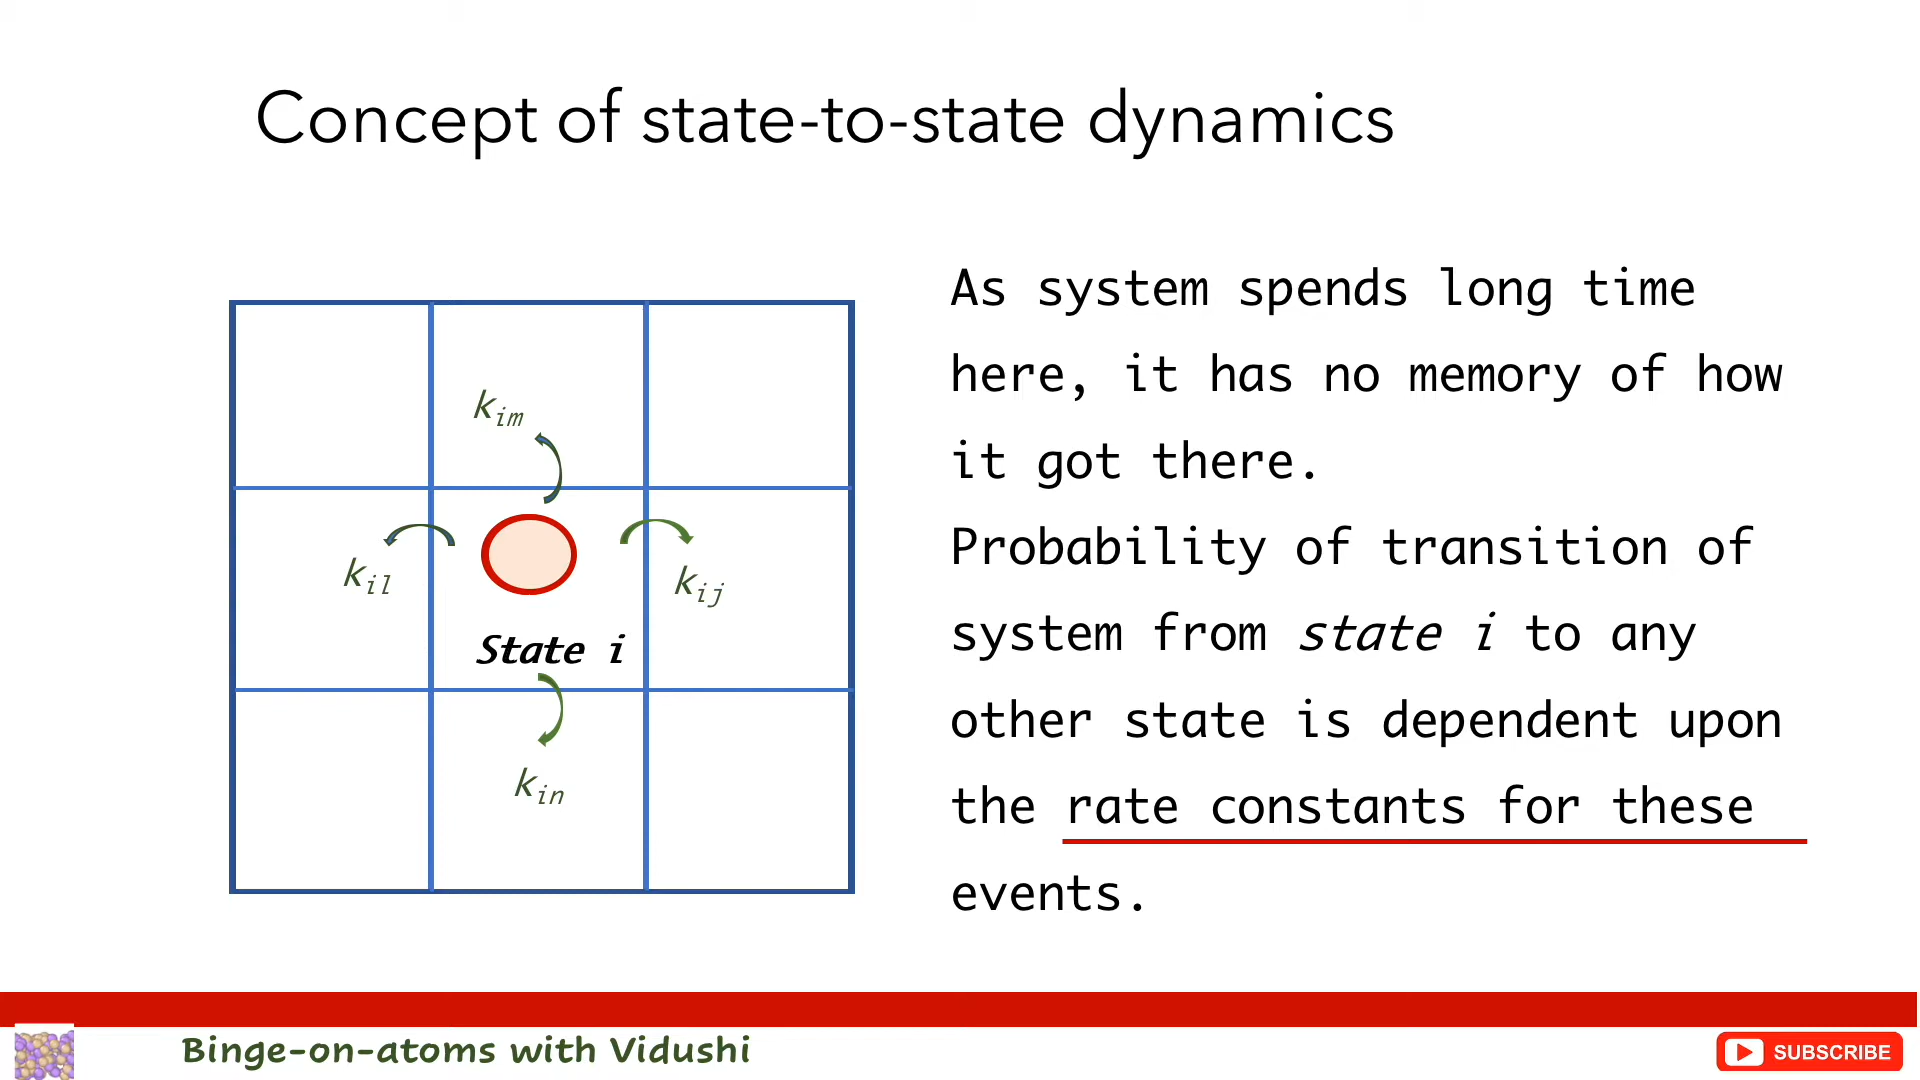 Concept of state-to-state dynamics
k_im
k_il
k_ij
State i
k_in
As system spends long time
here, it has no memory of how
it got there.
Probability of transition of
system from state i to any
other state is dependent upon
the rate constants for these
events.
Binge-on-atoms with Vidushi
SUBSCRIBE